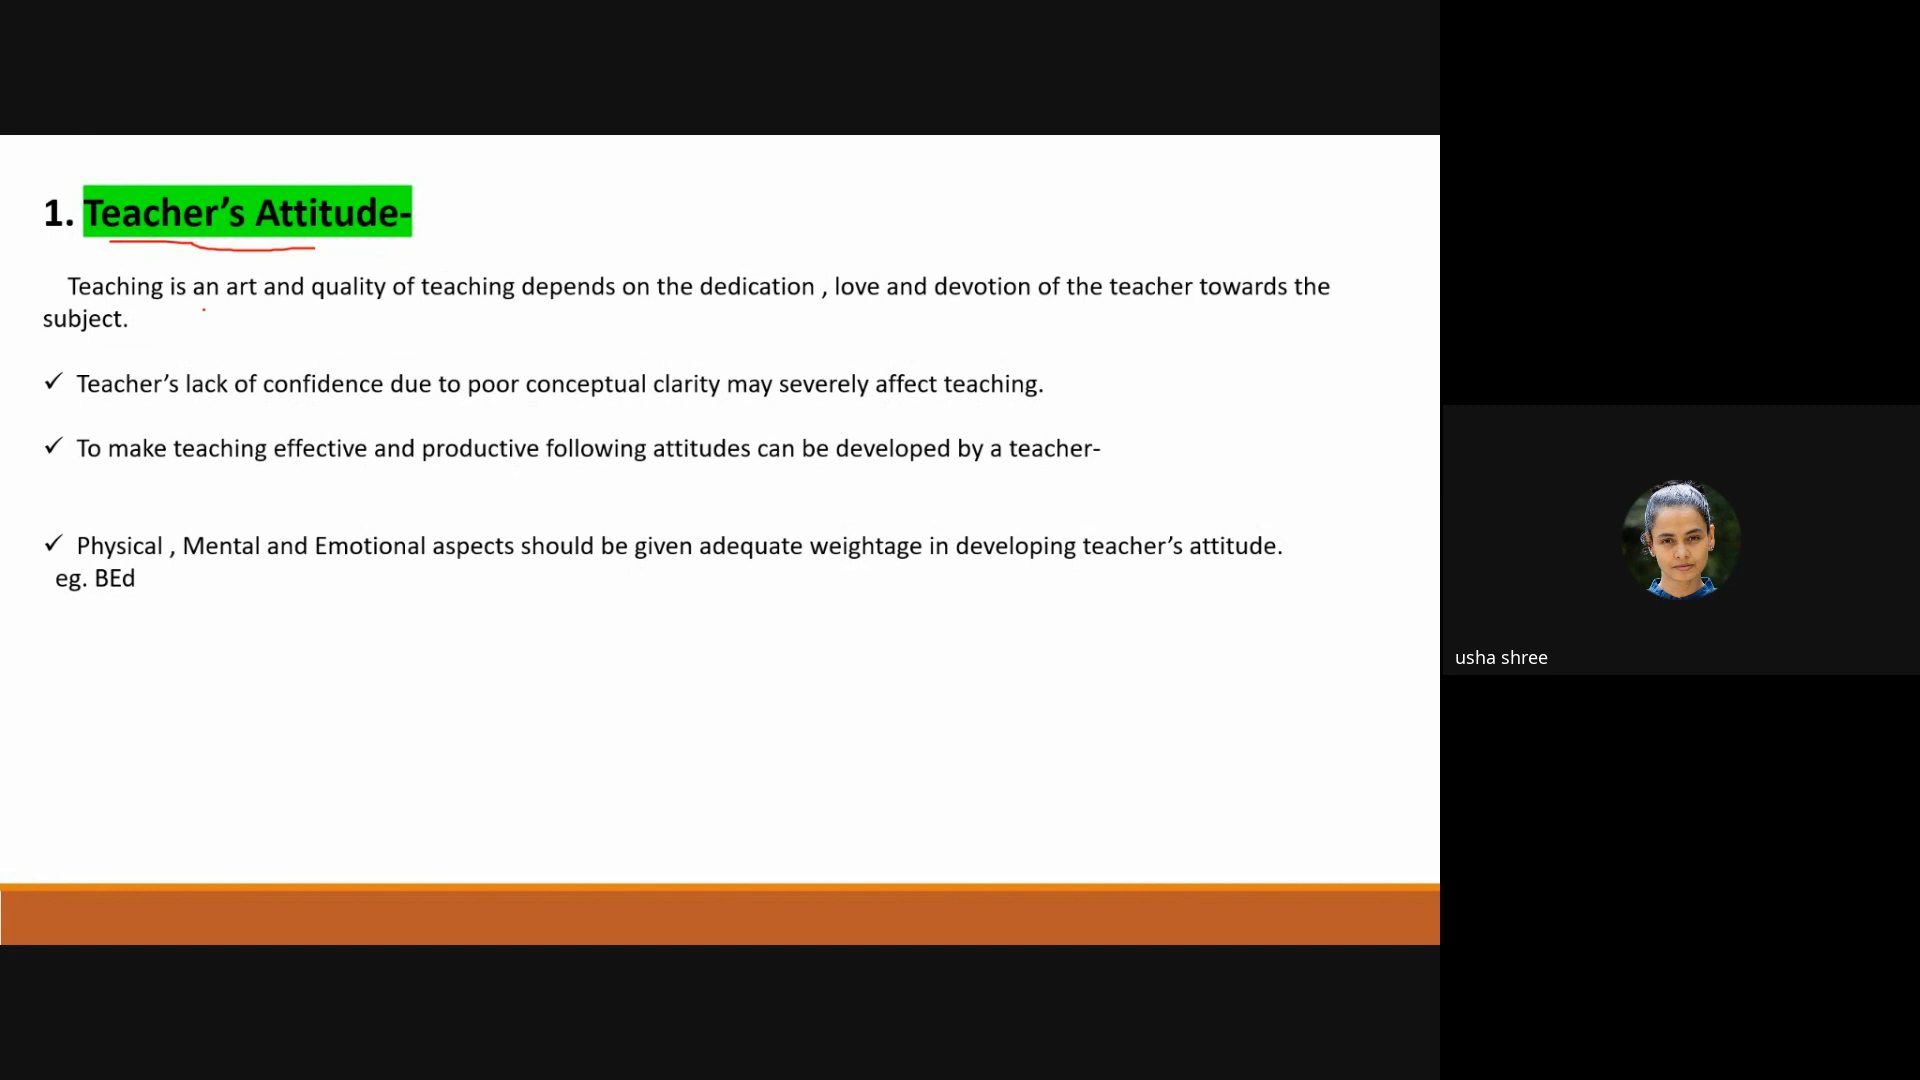 1. Teacher’s Attitude-
Teaching is an art and quality of teaching depends on the dedication , love and devotion of the teacher towards the
subject.
✓ Teacher’s lack of confidence due to poor conceptual clarity may severely affect teaching.
✓ To make teaching effective and productive following attitudes can be developed by a teacher-
✓ Physical , Mental and Emotional aspects should be given adequate weightage in developing teacher’s attitude.
eg. BEd
usha shree